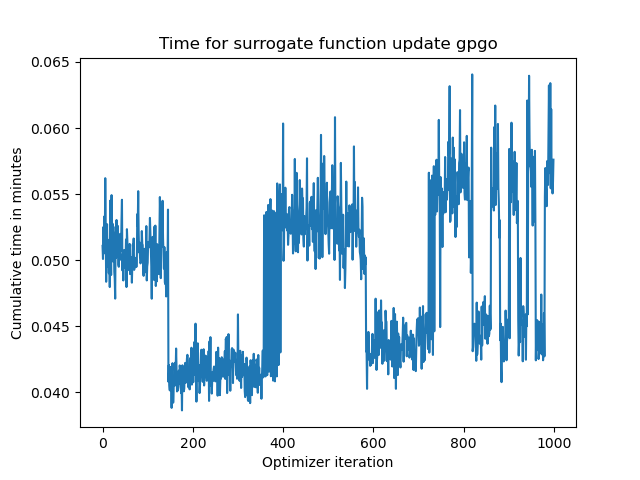 Time for surrogate function update gpgo
Cumulative time in minutes
0.065
0.060
0.055
0.050
0.045
0.040
0 200 400 600 800 1000
Optimizer iteration